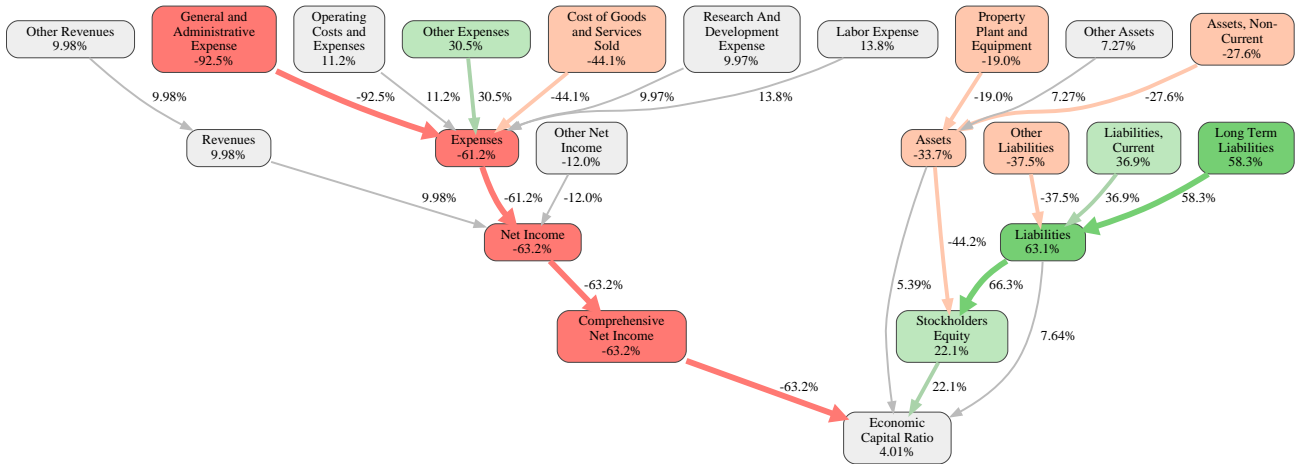 Other Revenues
9.98%
General and
Administrative
Expense
-92.5%
Operating
Costs and
Expenses
11.2%
Other Expenses
30.5%
Cost of Goods
and Services
Sold
-44.1%
Research And
Development
Expense
9.97%
Labor Expense
13.8%
Property
Plant and
Equipment
-19.0%
Other Assets
7.27%
Assets, Non-
Current
-27.6%
9.98%
-92.5%
11.2%
30.5%
-44.1%
9.97%
13.8%
-19.0%
7.27%
-27.6%
Revenues
9.98%
Expenses
-61.2%
Other Net
Income
-12.0%
Assets
-33.7%
Other
Liabilities
-37.5%
Liabilities,
Current
36.9%
Long Term
Liabilities
58.3%
9.98%
-61.2%
-12.0%
-37.5%
36.9%
58.3%
Net Income
-63.2%
-44.2%
Liabilities
63.1%
-63.2%
5.39%
66.3%
Comprehensive
Net Income
-63.2%
Stockholders
Equity
22.1%
7.64%
-63.2%
22.1%
Economic
Capital Ratio
4.01%